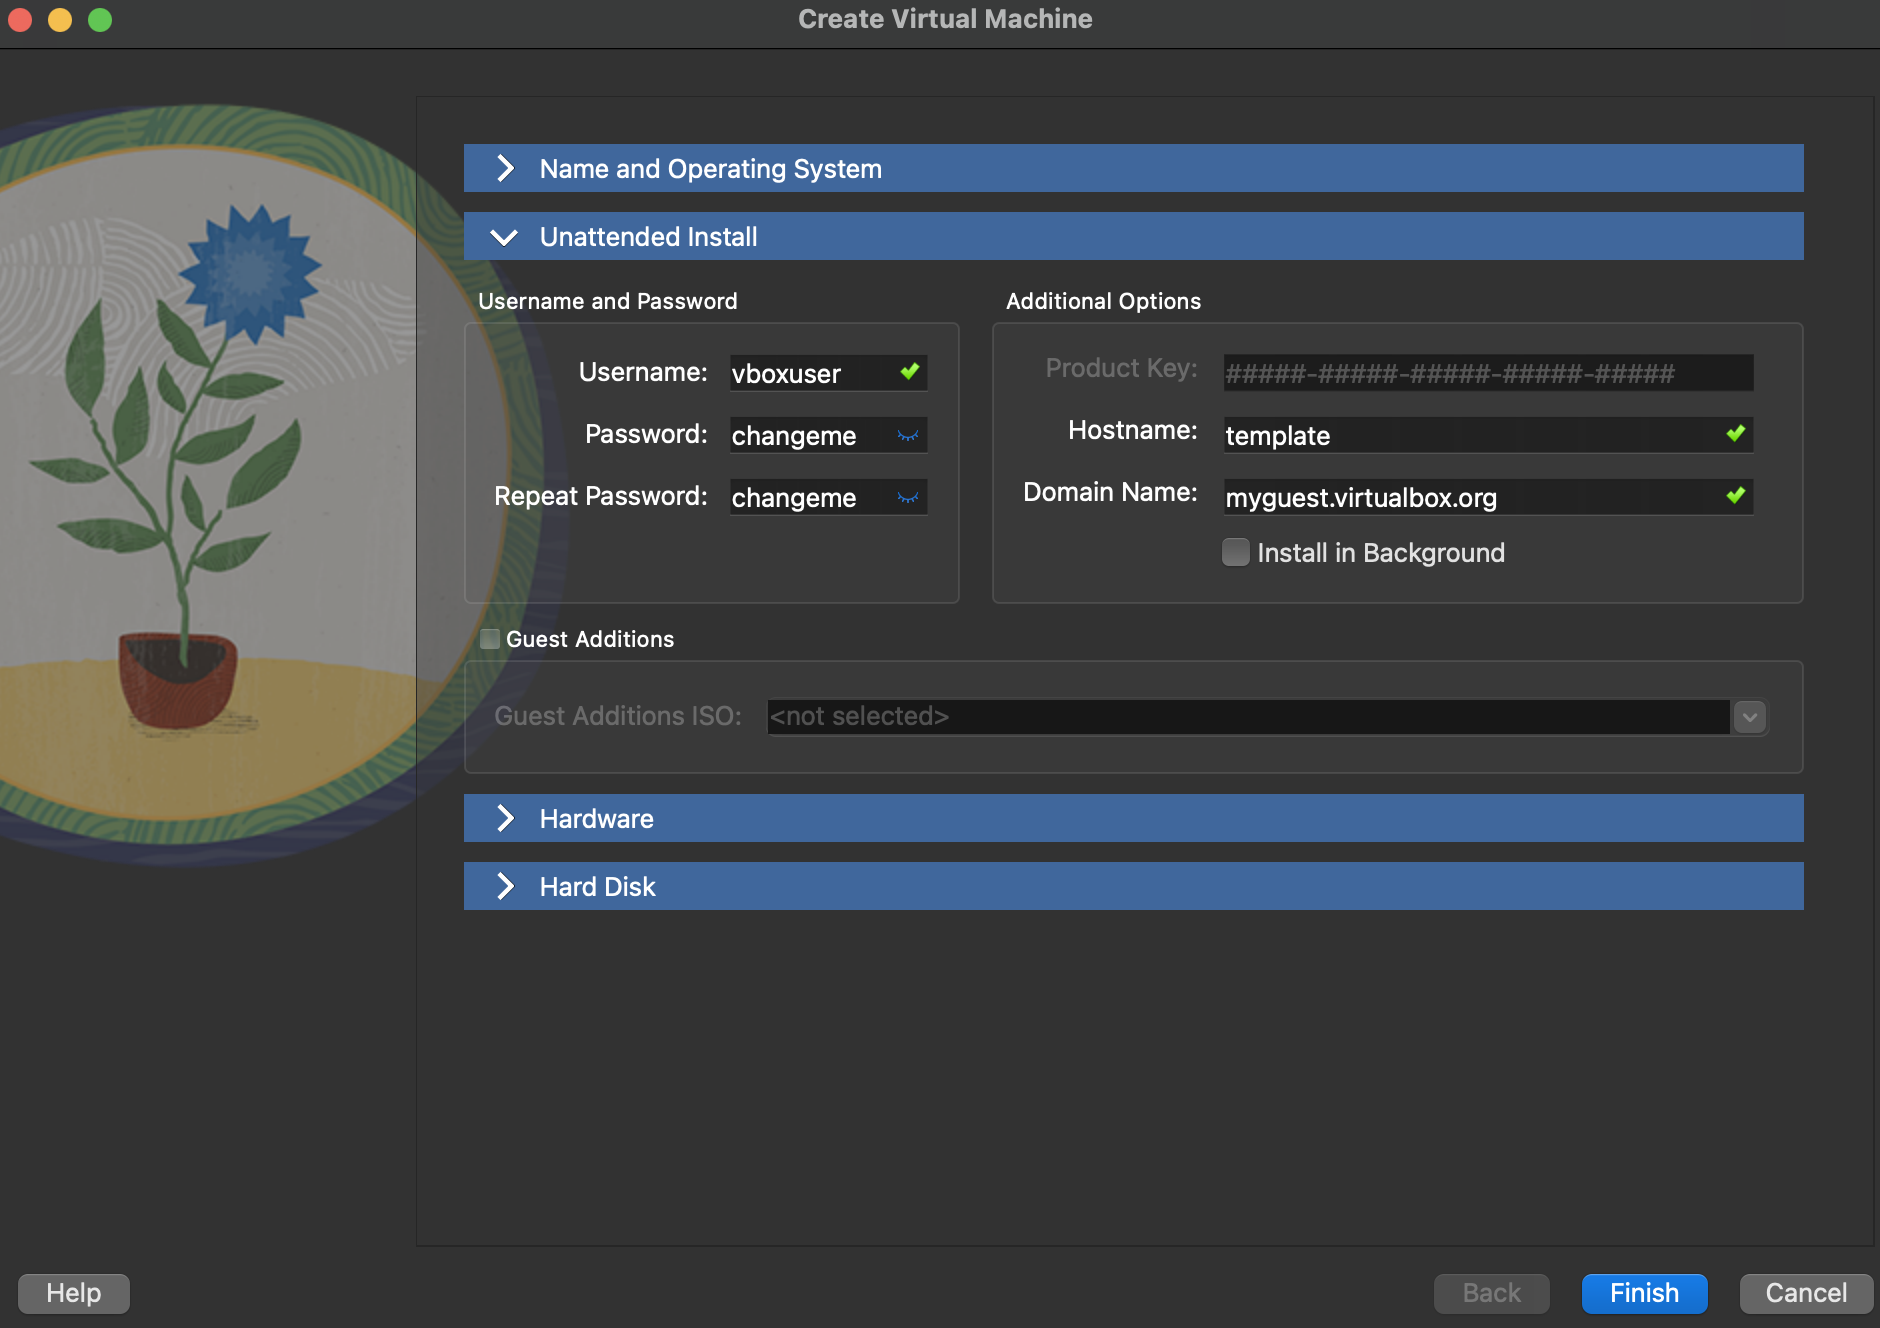 Create Virtual Machine
Name and Operating System
Unattended Install
Username and Password
Username: vboxuser
Password: changeme
Repeat Password: changeme
Additional Options
Product Key: #####-#####-#####-#####-#####
Hostname: template
Domain Name: myguest.virtualbox.org
Install in Background
Guest Additions
Guest Additions ISO: <not selected>
Hardware
Hard Disk
Help
Back
Finish
Cancel